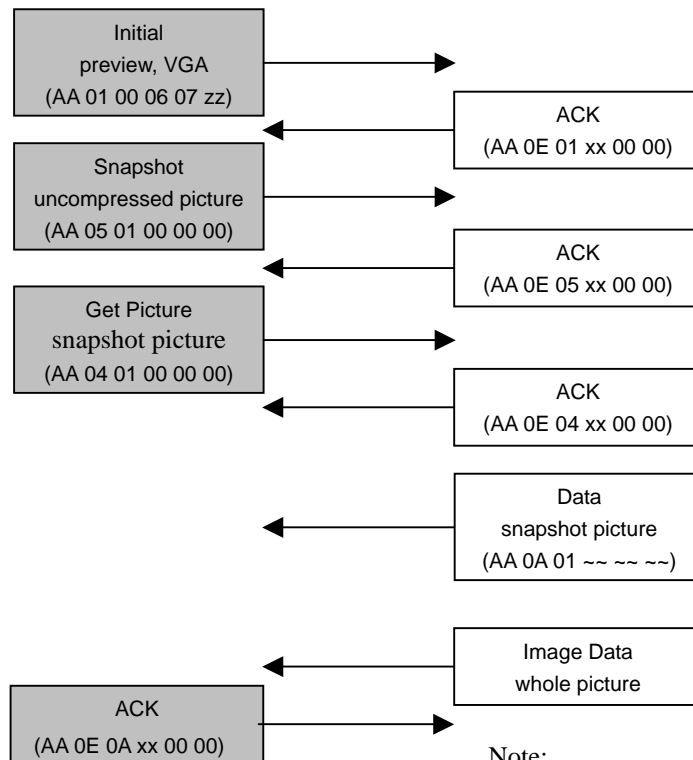 Initial
preview, VGA
(AA 01 00 06 07 zz)
ACK
(AA 0E 01 xx 00 00)
Snapshot
uncompressed picture
(AA 05 01 00 00 00)
ACK
(AA 0E 05 xx 00 00)
Get Picture
snapshot picture
(AA 04 01 00 00 00)
ACK
(AA 0E 04 xx 00 00)
Data
snapshot picture
(AA 0A 01 ~~ ~~ ~~)
Image Data
whole picture
ACK
(AA 0E 0A xx 00 00)
Note: